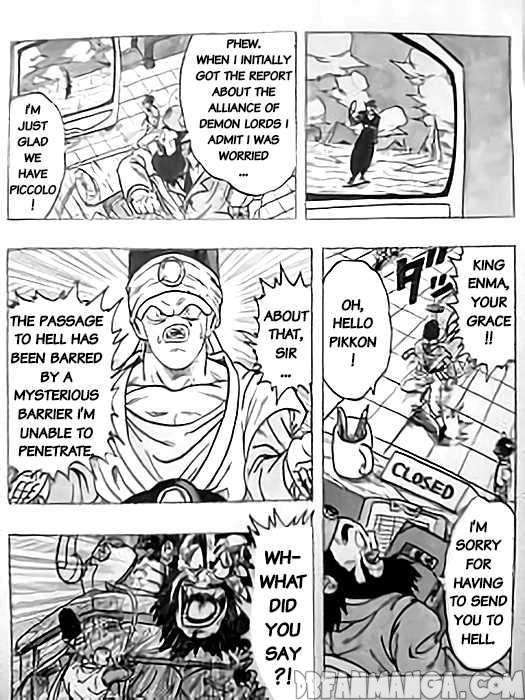 PHEW.
WHEN I INITIALLY
GOT THE REPORT
ABOUT THE
ALLIANCE OF
DEMON LORDS I
ADMIT I WAS
WORRIED
...
I'M
JUST
GLAD
WE
HAVE
PICCOLO
!
KING
ENMA,
YOUR
GRACE
!!
ダッ
OH,
HELLO
PIKKON
!
CLOSED
I'M
SORRY
FOR
HAVING
TO SEND
YOU TO
HELL.
ABOUT
THAT,
SIR
...
THE PASSAGE
TO HELL HAS
BEEN BARRED
BY A
MYSTERIOUS
BARRIER I'M
UNABLE TO
PENETRATE.
WH-
WHAT
DID
YOU
SAY
?!
DBFANMANGA.COM